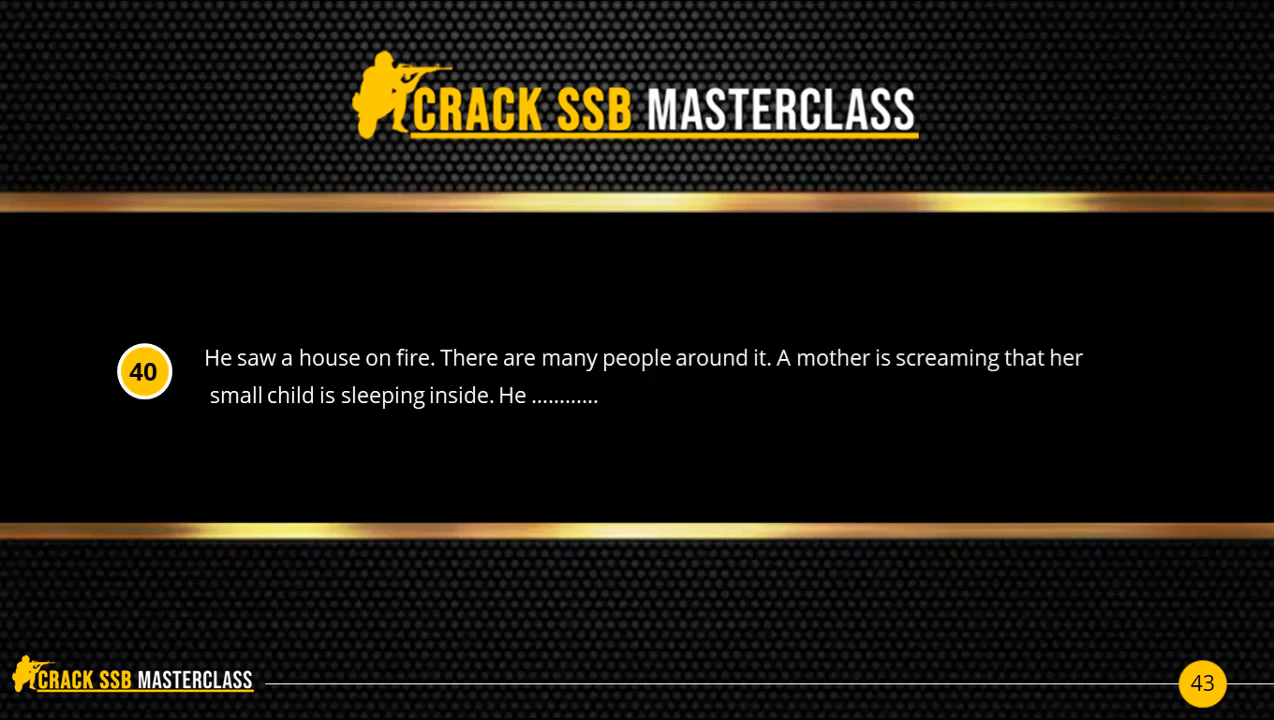 CRACK SSB MASTERCLASS
40
He saw a house on fire. There are many people around it. A mother is screaming that her
small child is sleeping inside. He ............
CRACK SSB MASTERCLASS
43